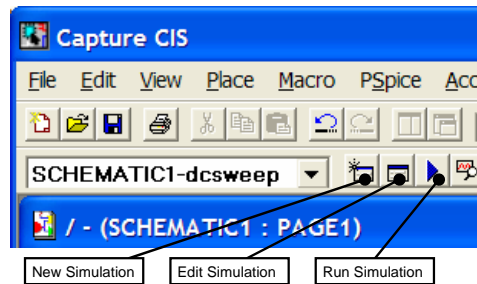 Capture CIS
File Edit View Place Macro PSpice Acc
SCHEMATIC1-dcsweep
/ - (SCHEMATIC1 : PAGE1)
New Simulation Edit Simulation Run Simulation